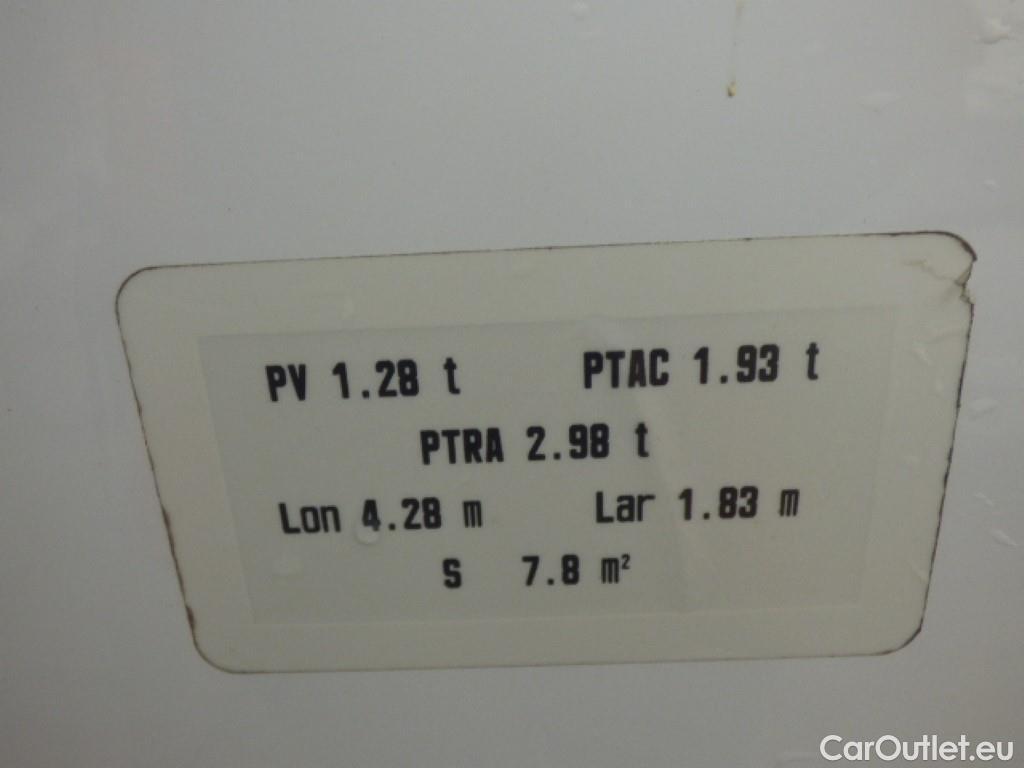 PV 1.28 t PTAC 1.93 t
PTRA 2.98 t
Lon 4.28 m Lar 1.83 m
S 7.8 m²
CarOutlet.eu